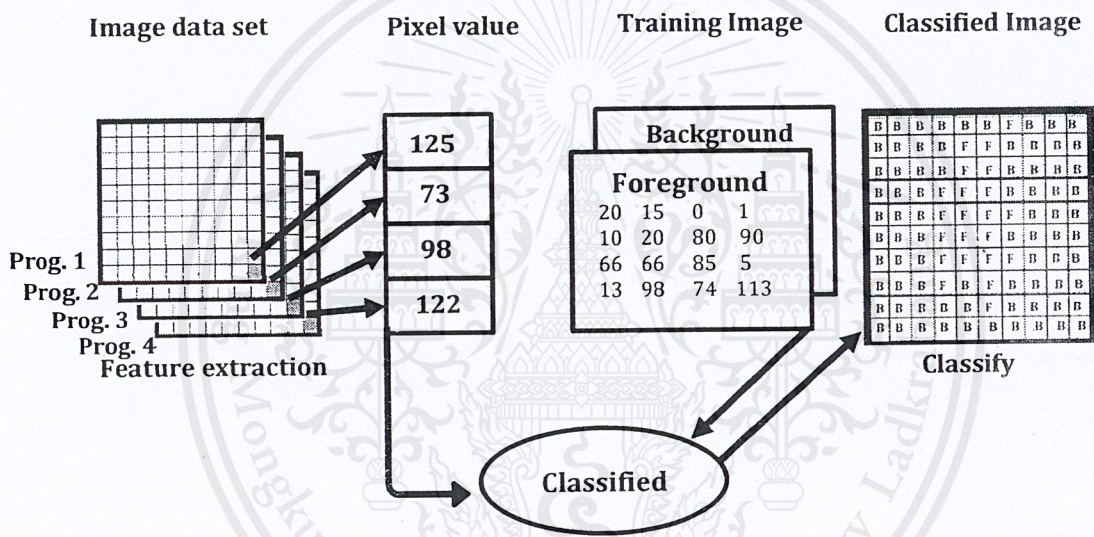 Image data set
Pixel value
Training Image
Classified Image
125
73
98
122
Prog. 1
Prog. 2
Prog. 3
Prog. 4
Feature extraction
Background
Foreground
20 15 0 1
10 20 80 90
66 66 85 5
13 98 74 113
B B B B B B F B B B
B B B B F F B B B B
B B B B F F B B B B
B B B F F F B B B B
B B B F F F F B B B
B B B F F F B B B B
B B B F F F F B B B
B B B F B F B B B B
B B B B B F B B B B
B B B B B B B B B B
Classify
Classified
Mongku
Ladkr